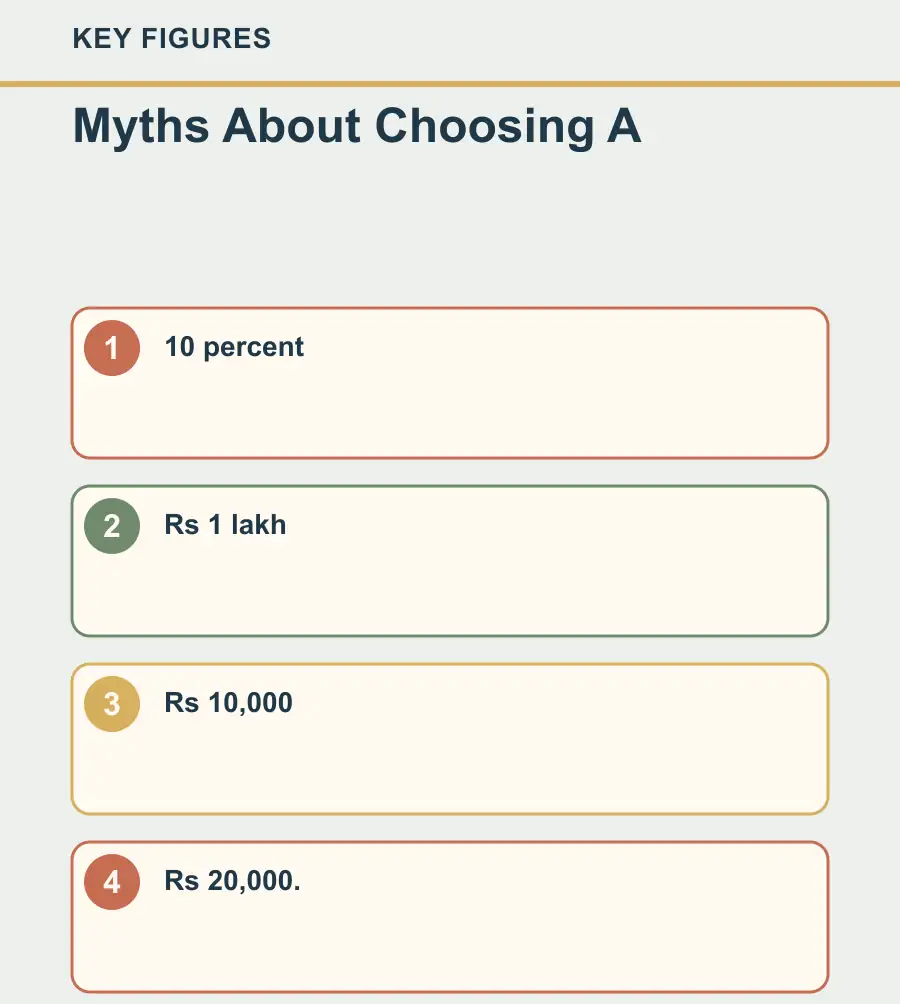 KEY FIGURES
Myths About Choosing A
1 10 percent
2 Rs 1 lakh
3 Rs 10,000
4 Rs 20,000.